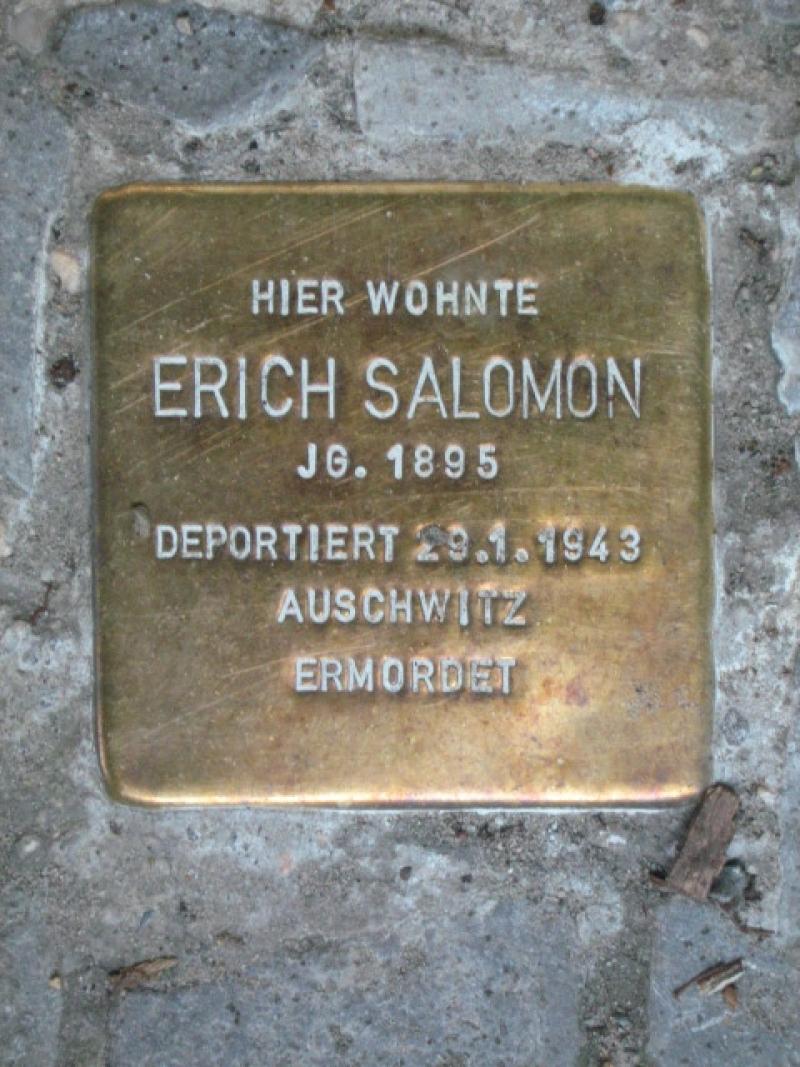 HIER WOHNTE
ERICH SALOMON
JG. 1895
DEPORTIERT 29.1.1943
AUSCHWITZ
ERMORDET